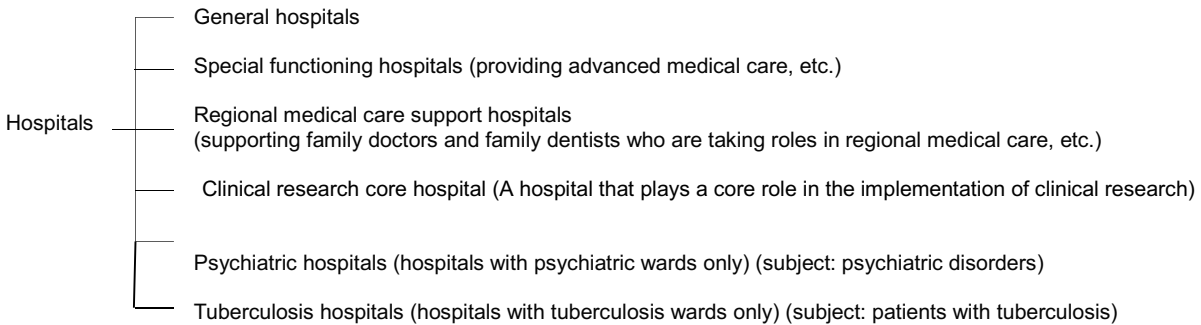 General hospitals
Special functioning hospitals (providing advanced medical care, etc.)
Hospitals
Regional medical care support hospitals
(supporting family doctors and family dentists who are taking roles in regional medical care, etc.)
Clinical research core hospital (A hospital that plays a core role in the implementation of clinical research)
Psychiatric hospitals (hospitals with psychiatric wards only) (subject: psychiatric disorders)
Tuberculosis hospitals (hospitals with tuberculosis wards only) (subject: patients with tuberculosis)